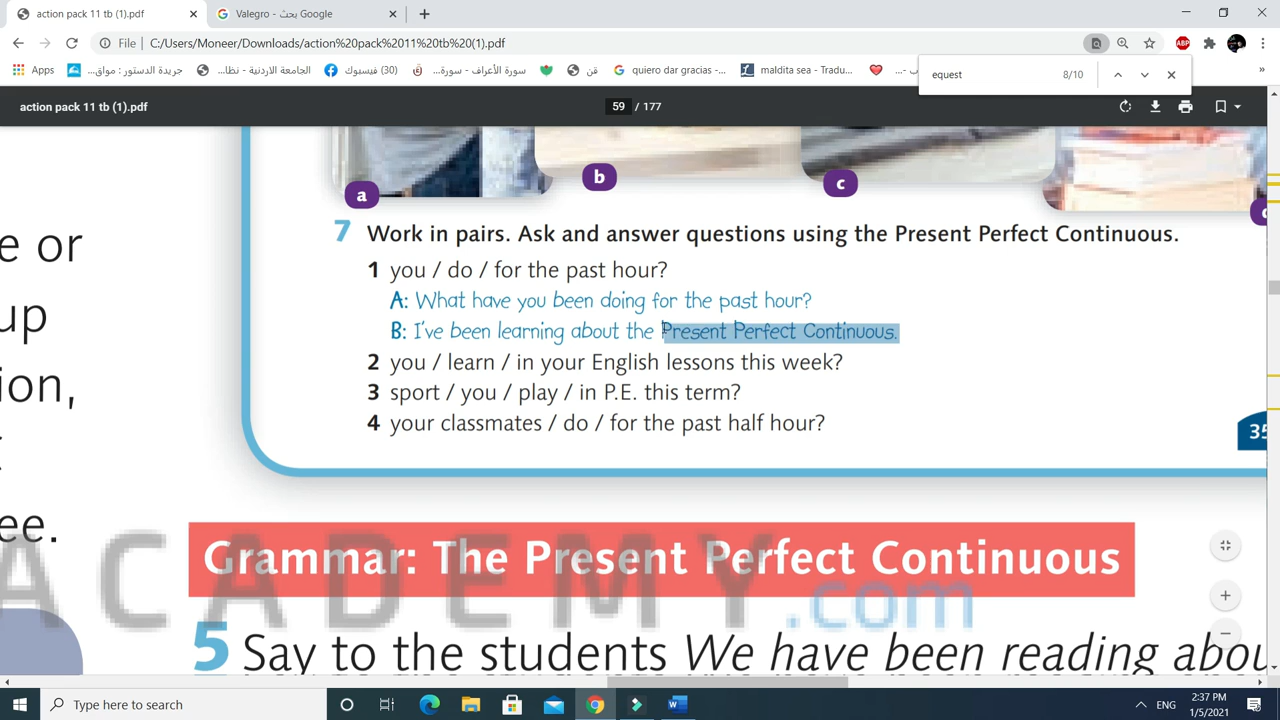 action pack 11 tb (1).pdf
Valegro - بحث Google
File
C:/Users/Moneer/Downloads/action%20pack%2011%20tb%20(1).pdf
Apps
جريدة الدستور : مواق...
الجامعة الاردنية - نظا...
(30) فيسبوك
سورة الأعراف - سورة...
قن
quiero dar gracias -...
maldita sea - Tradu...
equest
8/10
action pack 11 tb (1).pdf
59 / 177
a
b
c
7 Work in pairs. Ask and answer questions using the Present Perfect Continuous.
1 you / do / for the past hour?
A: What have you been doing for the past hour?
B: I've been learning about the Present Perfect Continuous.
2 you / learn / in your English lessons this week?
3 sport / you / play / in P.E. this term?
4 your classmates / do / for the past half hour?
35
e or
up
ion,
ee.
Grammar: The Present Perfect Continuous
ACADEMY
.com
5 Say to the students We have been reading abou
Type here to search
ENG
2:37 PM
1/5/2021